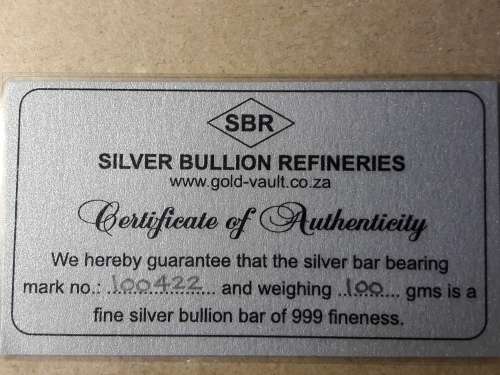 SBR
SILVER BULLION REFINERIES
www.gold-vault.co.za
Certificate of Authenticity
We hereby guarantee that the silver bar bearing
mark no.: 100422 and weighing 100 gms is a
fine silver bullion bar of 999 fineness.